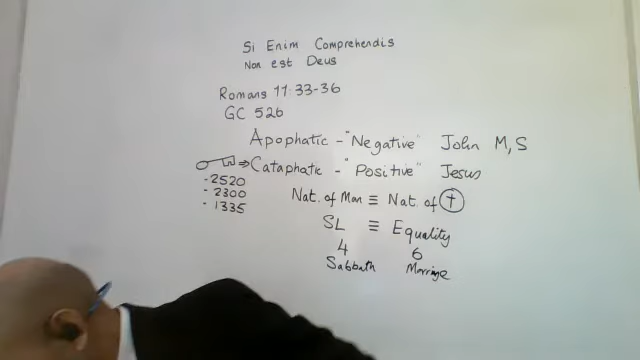 Si Enim Comprehendis
Non est Deus
Romans 11:33-36
GC 526
Apophatic - "Negative" John M, S
⇒ Cataphatic - "Positive" Jesus
- 2520
- 2300
- 1335
Nat. of Man ≡ Nat. of †
SL ≡ Equality
4 6
Sabbath Marriage